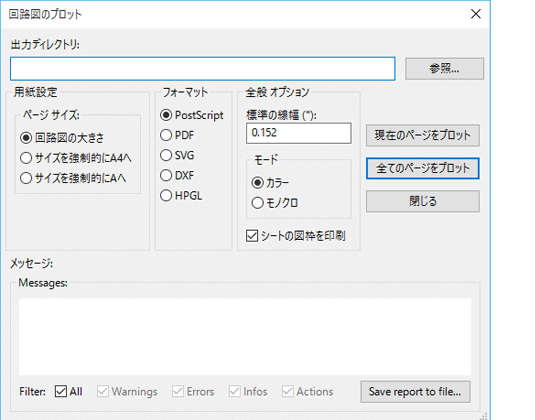 回路図のプロット
出力ディレクトリ:
参照...
用紙設定
ページ サイズ:
回路図の大きさ
サイズを強制的にA4へ
サイズを強制的にAへ
フォーマット
PostScript
PDF
SVG
DXF
HPGL
全般 オプション
標準の線幅 ("):
0.152
モード
カラー
モノクロ
シートの図枠を印刷
現在のページをプロット
全てのページをプロット
閉じる
メッセージ:
Messages:
Filter: All Warnings Errors Infos Actions Save report to file...